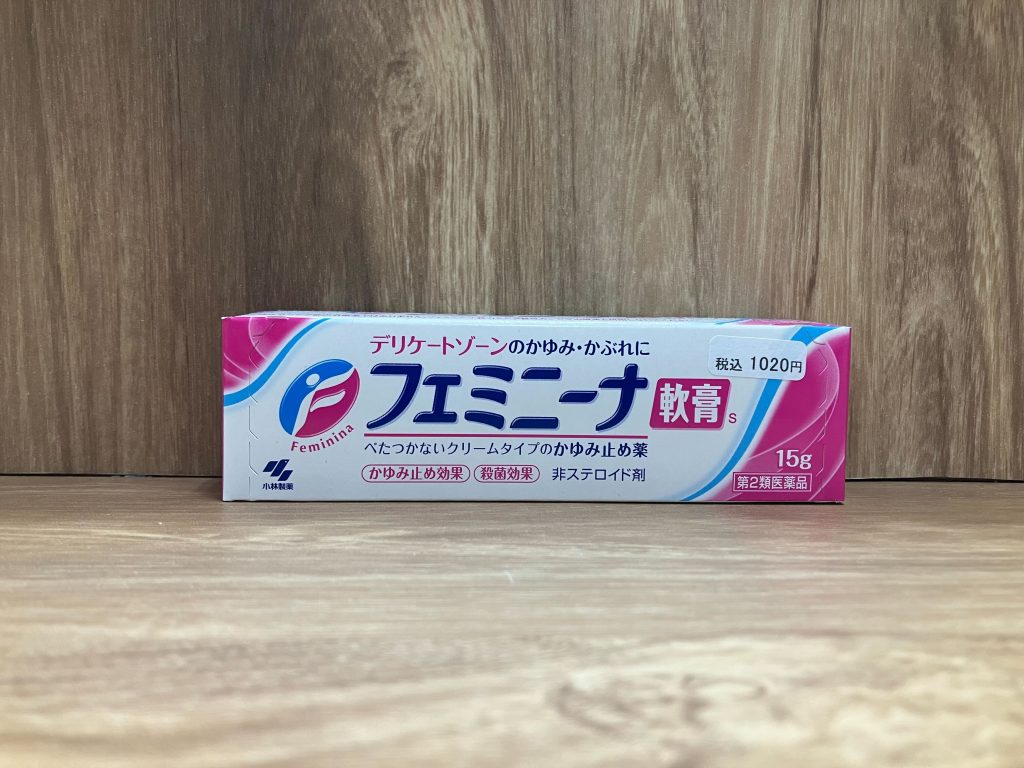 デリケートゾーンのかゆみ・かぶれに
税込 1020円
フェミニーナ 軟膏 s
Feminina
べたつかないクリームタイプのかゆみ止め薬
かゆみ止め効果 殺菌効果 非ステロイド剤
15g
第2類医薬品
小林製薬